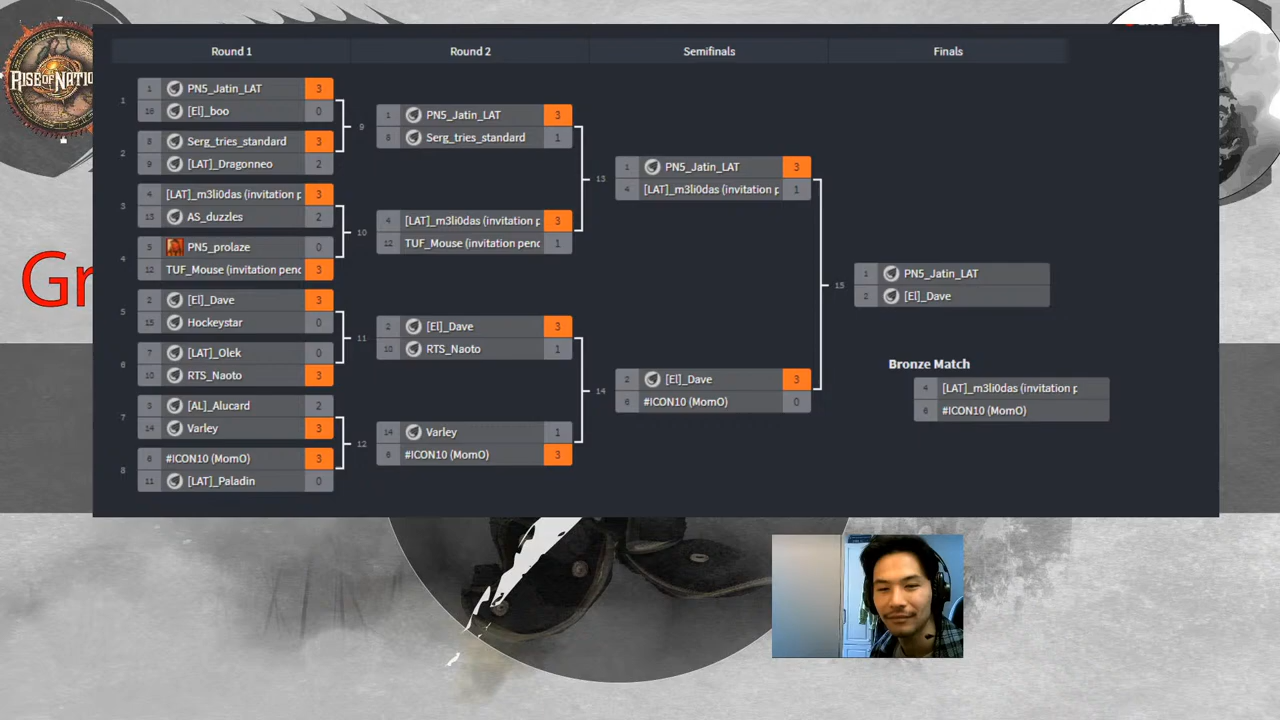 RISE OF NATIO
Gr
Round 1
Round 2
Semifinals
Finals
1
1 PN5_Jatin_LAT 3
16 [El]_boo 0
2
8 Serg_tries_standard 3
9 [LAT]_Dragonneo 2
3
4 [LAT]_m3li0das (invitation p 3
13 AS_duzzles 2
4
5 PN5_prolaze 0
12 TUF_Mouse (invitation penc 3
5
2 [El]_Dave 3
15 Hockeystar 0
6
7 [LAT]_Olek 0
10 RTS_Naoto 3
7
3 [AL]_Alucard 2
14 Varley 3
8
6 #ICON10 (MomO) 3
11 [LAT]_Paladin 0
9
1 PN5_Jatin_LAT 3
8 Serg_tries_standard 1
10
4 [LAT]_m3li0das (invitation p 3
12 TUF_Mouse (invitation penc 1
11
2 [El]_Dave 3
10 RTS_Naoto 1
12
14 Varley 1
6 #ICON10 (MomO) 3
13
1 PN5_Jatin_LAT 3
4 [LAT]_m3li0das (invitation p 1
14
2 [El]_Dave 3
6 #ICON10 (MomO) 0
15
1 PN5_Jatin_LAT
2 [El]_Dave
Bronze Match
4 [LAT]_m3li0das (invitation p
6 #ICON10 (MomO)